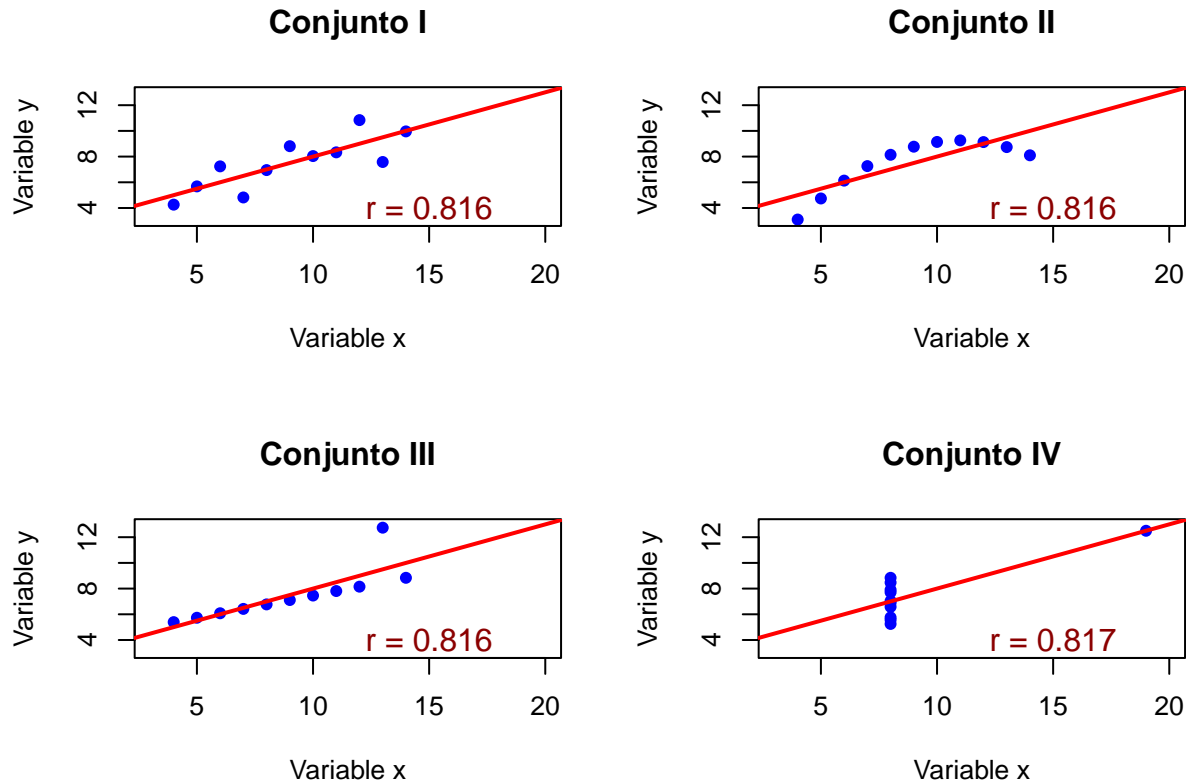 Conjunto I
Variable y
4
8
12
r = 0.816
5 10 15 20
Variable x
Conjunto II
Variable y
4
8
12
r = 0.816
5 10 15 20
Variable x
Conjunto III
Variable y
4
8
12
r = 0.816
5 10 15 20
Variable x
Conjunto IV
Variable y
4
8
12
r = 0.817
5 10 15 20
Variable x